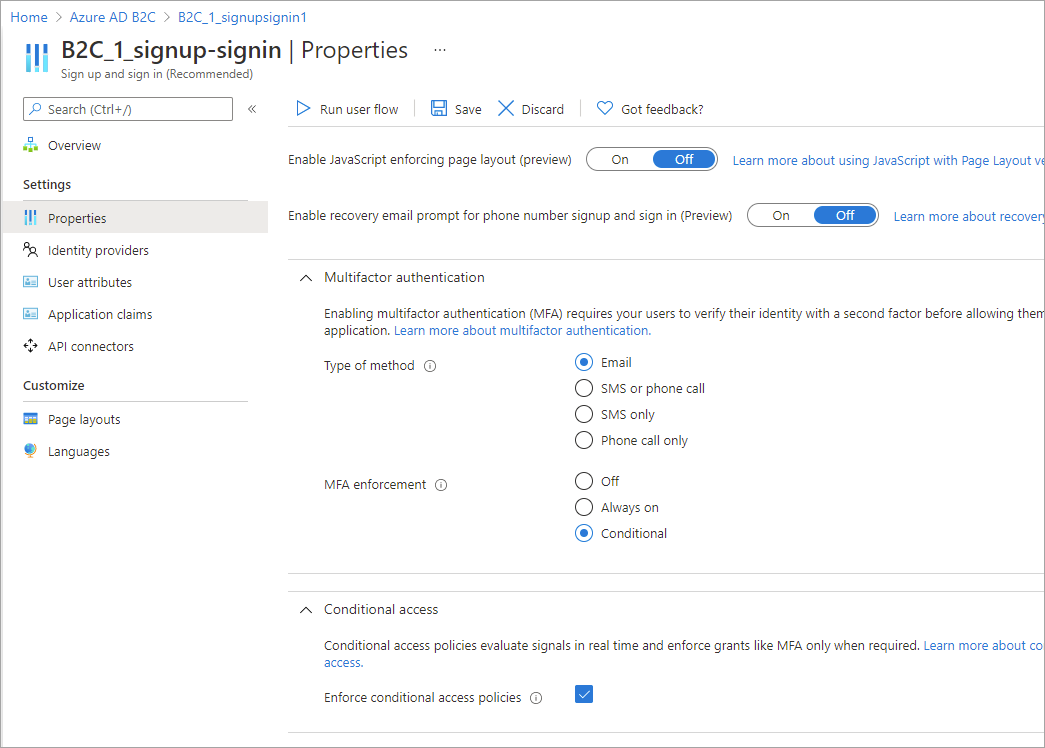 Home > Azure AD B2C > B2C_1_signupsignin1
B2C_1_signup-signin | Properties ...
Sign up and sign in (Recommended)
Search (Ctrl+/) «
Overview
Settings
Properties
Identity providers
User attributes
Application claims
API connectors
Customize
Page layouts
Languages
Run user flow Save Discard Got feedback?
Enable JavaScript enforcing page layout (preview) On Off Learn more about using JavaScript with Page Layout ve
Enable recovery email prompt for phone number signup and sign in (Preview) On Off Learn more about recovery
Multifactor authentication
Enabling multifactor authentication (MFA) requires your users to verify their identity with a second factor before allowing them
application. Learn more about multifactor authentication.
Type of method
Email
SMS or phone call
SMS only
Phone call only
MFA enforcement
Off
Always on
Conditional
Conditional access
Conditional access policies evaluate signals in real time and enforce grants like MFA only when required. Learn more about co
access.
Enforce conditional access policies